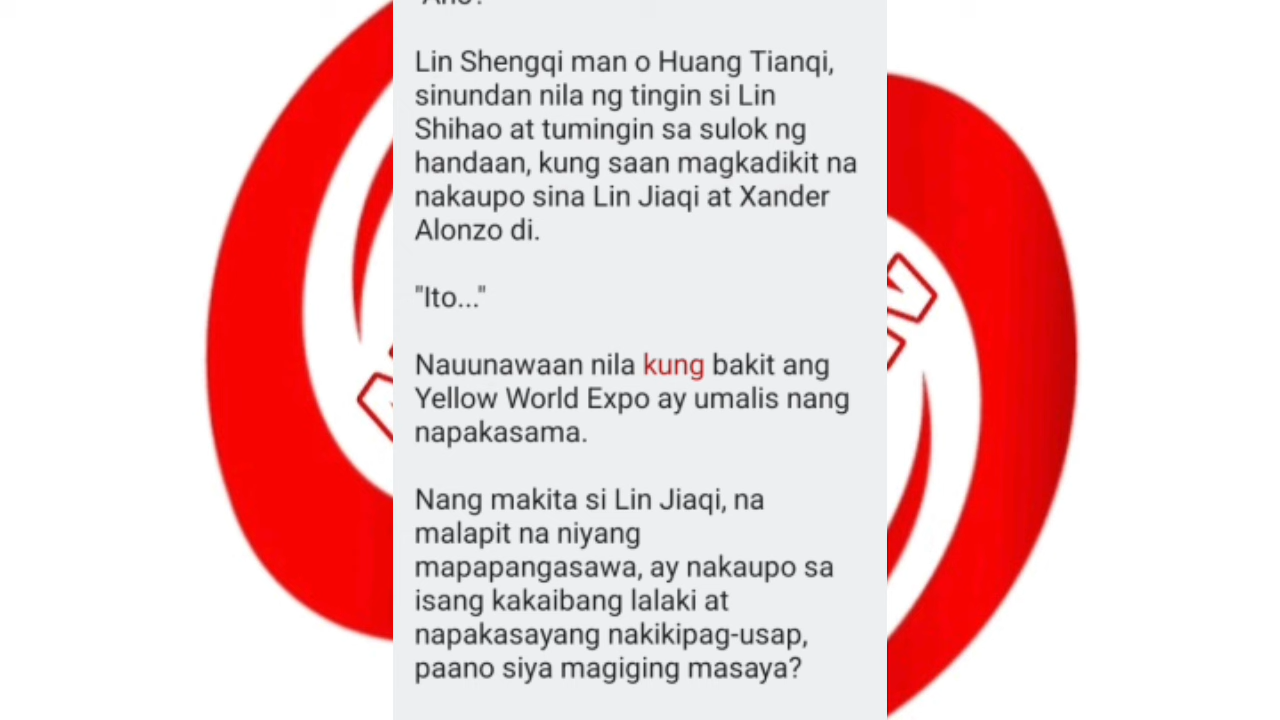 Lin Shengqi man o Huang Tianqi,
sinundan nila ng tingin si Lin
Shihao at tumingin sa sulok ng
handaan, kung saan magkadikit na
nakaupo sina Lin Jiaqi at Xander
Alonzo di.
"Ito..."
Nauunawaan nila kung bakit ang
Yellow World Expo ay umalis nang
napakasama.
Nang makita si Lin Jiaqi, na
malapit na niyang
mapapangasawa, ay nakaupo sa
isang kakaibang lalaki at
napakasayang nakikipag-usap,
paano siya magiging masaya?